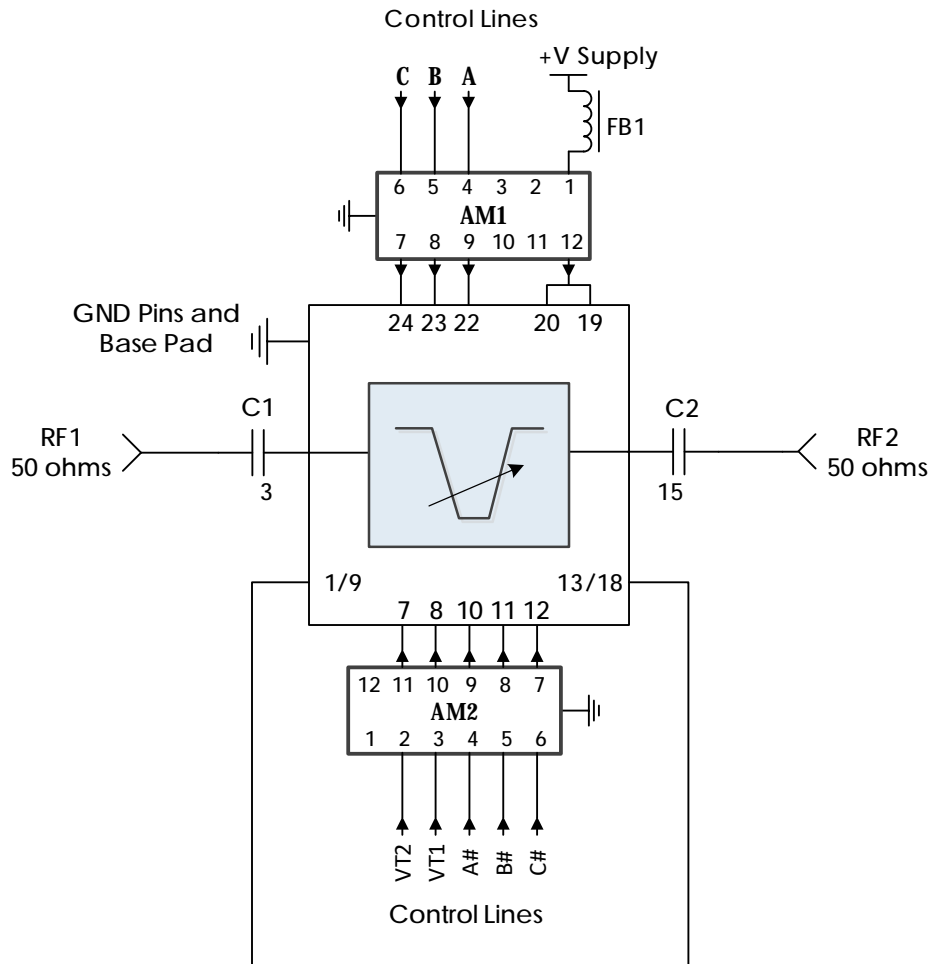 Control Lines
+V Supply
C B A
FB1
6 5 4 3 2 1
AM1
7 8 9 10 11 12
24 23 22 20 19
GND Pins and
Base Pad
C1
C2
RF1
50 ohms
RF2
50 ohms
3
15
1/9
13/18
7 8 10 11 12
12 11 10 9 8 7
AM2
1 2 3 4 5 6
VT2 VT1 A# B# C#
Control Lines